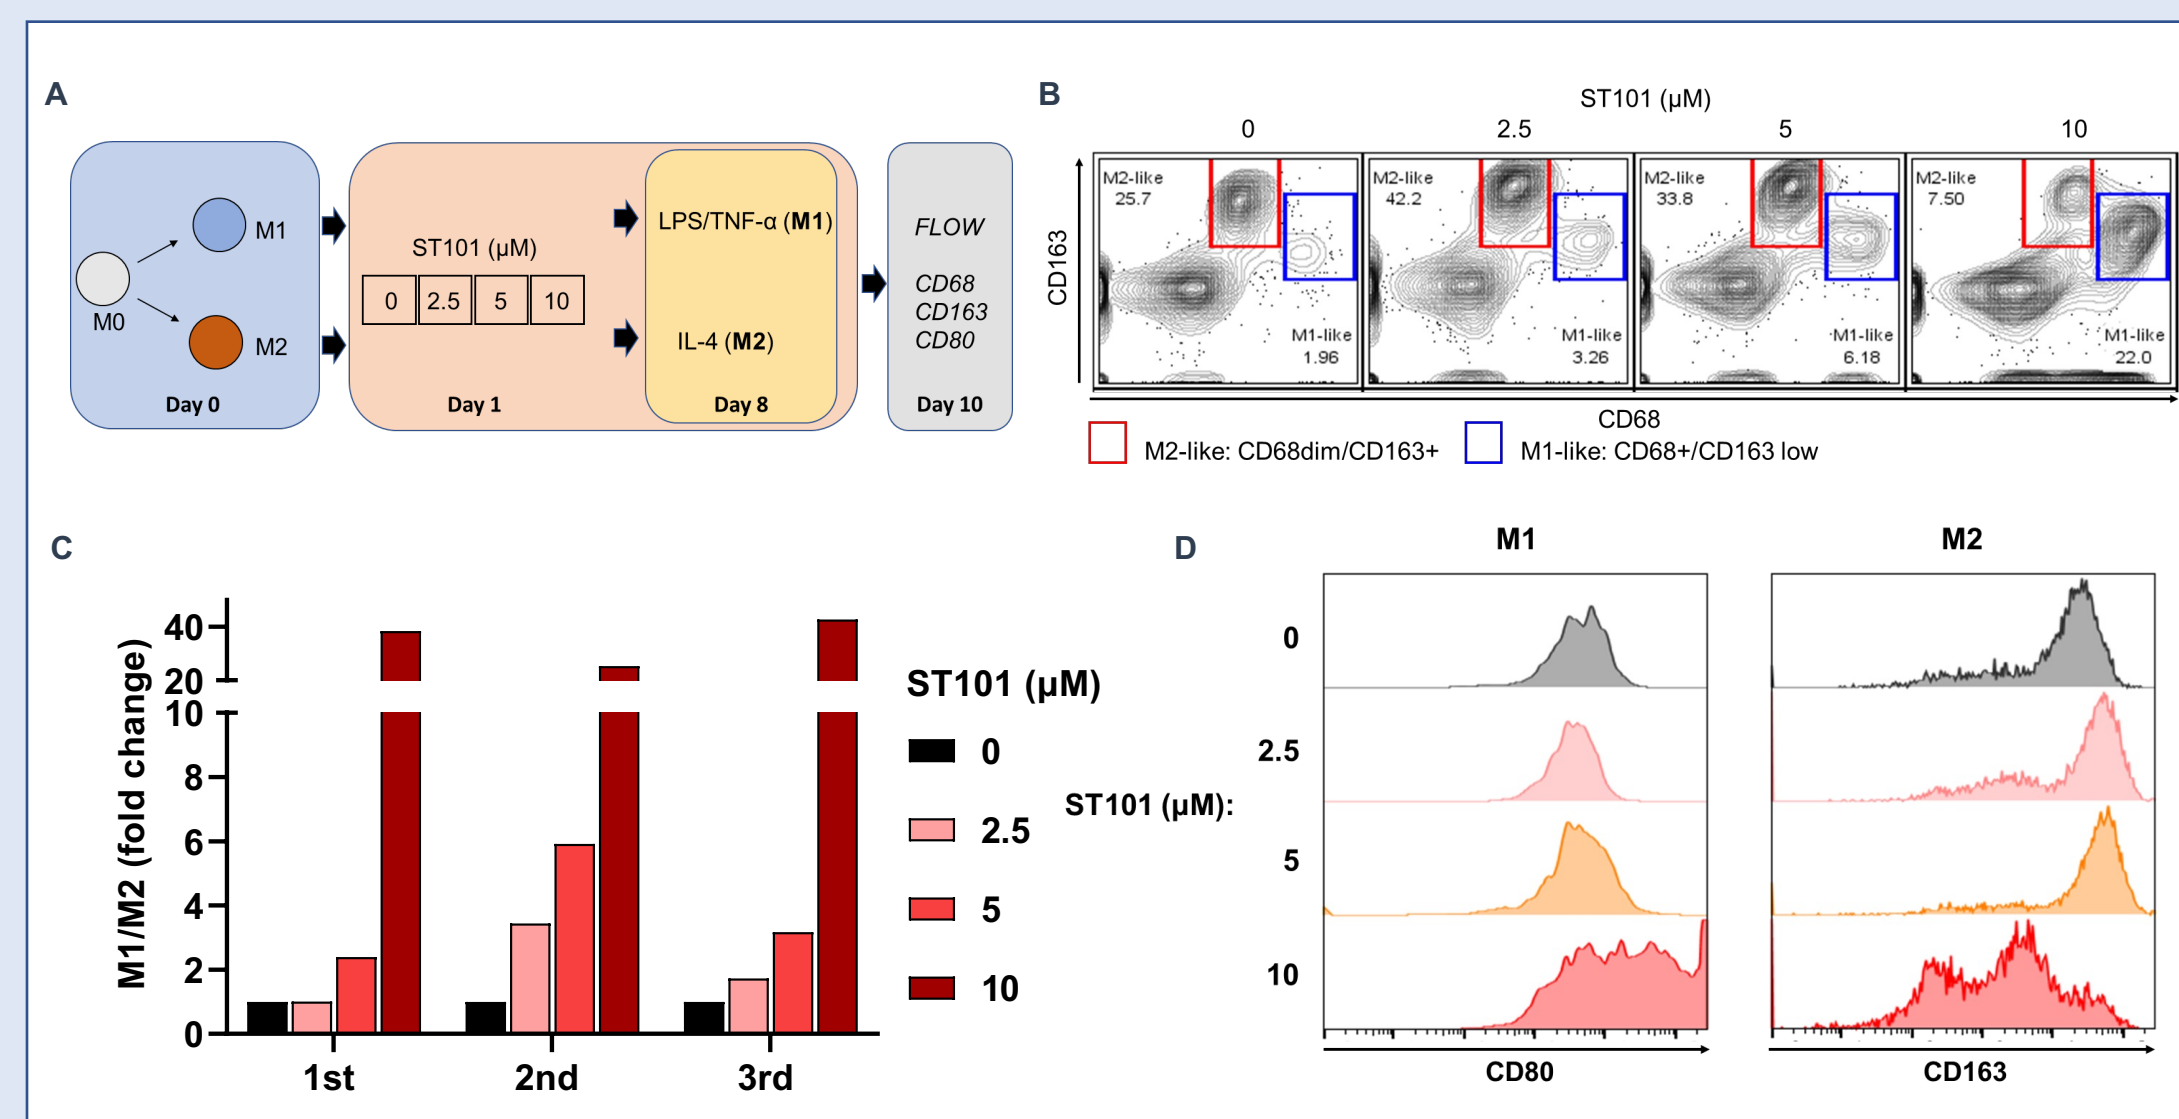 A
M0
M1
M2
Day 0
ST101 (μM)
0 2.5 5 10
Day 1
LPS/TNF-α (M1)
IL-4 (M2)
Day 8
FLOW
CD68
CD163
CD80
Day 10
B
ST101 (μM)
0 2.5 5 10
CD163
M2-like
25.7
M1-like
1.96
M2-like
42.2
M1-like
3.26
M2-like
33.8
M1-like
6.18
M2-like
7.50
M1-like
22.0
CD68
M2-like: CD68dim/CD163+
M1-like: CD68+/CD163 low
C
M1/M2 (fold change)
40
20
10
8
6
4
2
0
1st 2nd 3rd
ST101 (μM)
0
2.5
5
10
D
M1 M2
ST101 (μM):
0
2.5
5
10
CD80 CD163